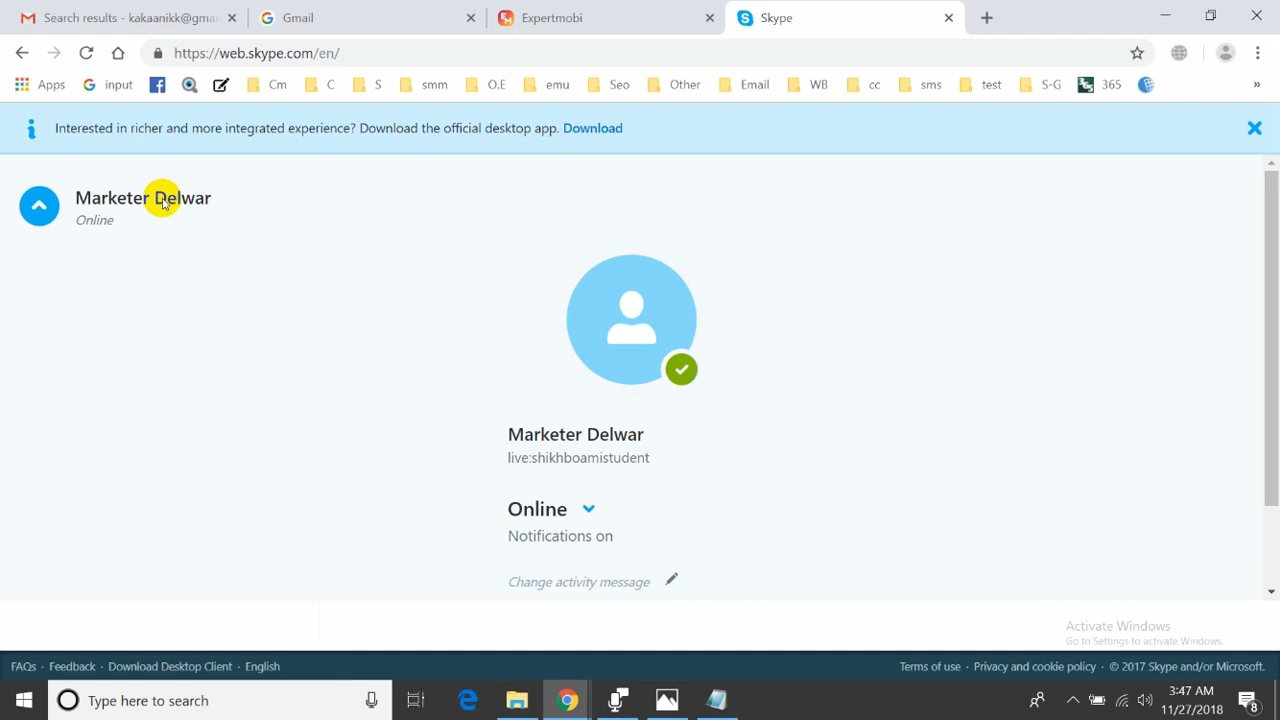 Search results - kakaanikk@gma
Gmail
Expertmobi
Skype
https://web.skype.com/en/
Apps
input
Cm
C
S
smm
O.E
emu
Seo
Other
Email
WB
cc
sms
test
S-G
365
»
Interested in richer and more integrated experience? Download the official desktop app. Download
Marketer Delwar
Online
Marketer Delwar
live:shikhboamistudent
Online
Notifications on
Change activity message
Activate Windows
Go to Settings to activate Windows.
FAQs · Feedback · Download Desktop Client · English
Terms of use · Privacy and cookie policy · © 2017 Skype and/or Microsoft.
Type here to search
3:47 AM
11/27/2018
8